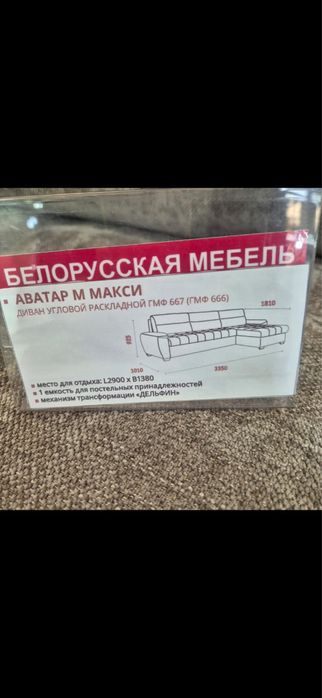 БЕЛОРУССКАЯ МЕБЕЛЬ
АВАТАР М МАКСИ
ДИВАН УГЛОВОЙ РАСКЛАДНОЙ ГМФ 667 (ГМФ 666)
1810
1010
3350
место для отдыха: L2900 x B1380
1 емкость для постельных принадлежностей
механизм трансформации «ДЕЛЬФИН»